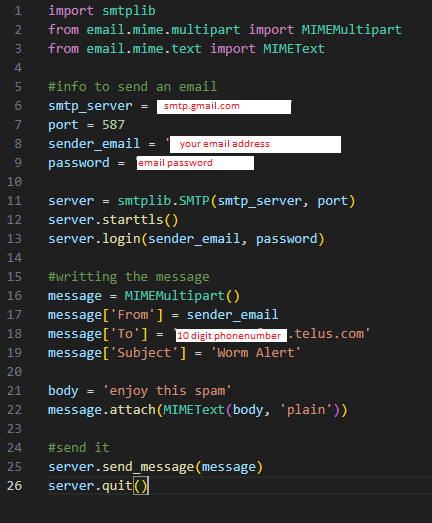 1 import smtplib
2 from email.mime.multipart import MIMEMultipart
3 from email.mime.text import MIMEText
4
5 #info to send an email
6 smtp_server = smtp.gmail.com
7 port = 587
8 sender_email = 'your email address
9 password = 'email password
10
11 server = smtplib.SMTP(smtp_server, port)
12 server.starttls()
13 server.login(sender_email, password)
14
15 #writting the message
16 message = MIMEMultipart()
17 message['From'] = sender_email
18 message['To'] = '10 digit phonenumber .telus.com'
19 message['Subject'] = 'Worm Alert'
20
21 body = 'enjoy this spam'
22 message.attach(MIMEText(body, 'plain'))
23
24 #send it
25 server.send_message(message)
26 server.quit()